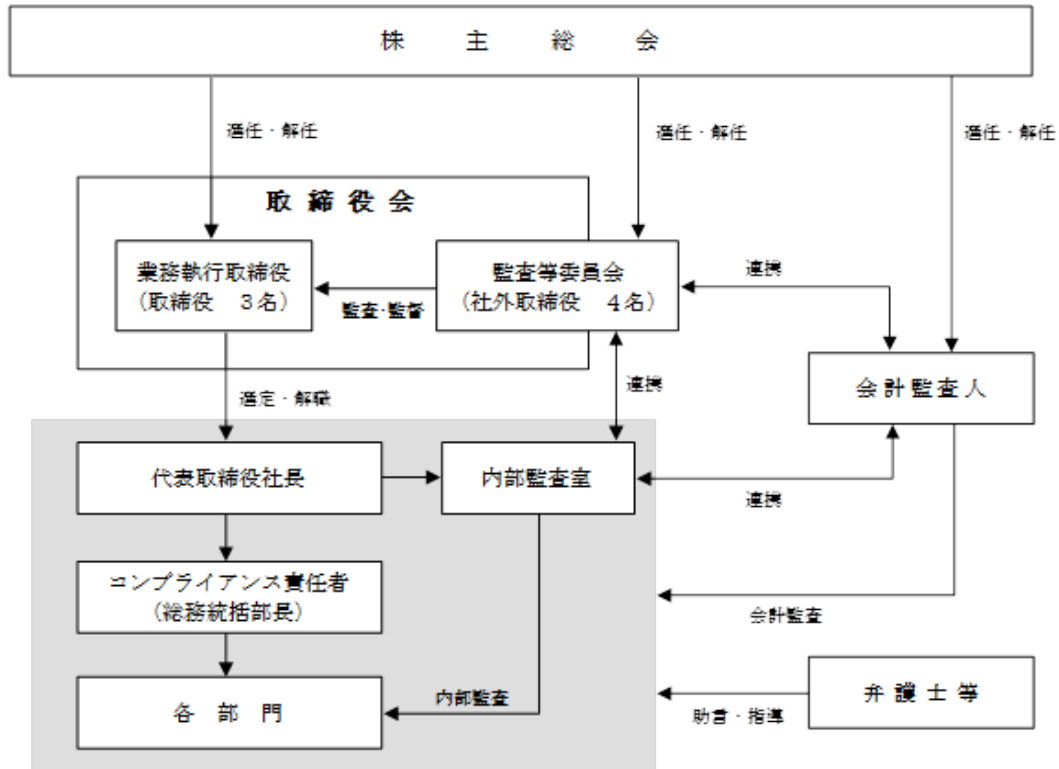 株主総会
選任・解任
選任・解任
選任・解任
取締役会
業務執行取締役
(取締役 3名)
監査・監督
監査等委員会
(社外取締役 4名)
連携
連携
会計監査人
選定・解職
代表取締役社長
内部監査室
連携
コンプライアンス責任者
(総務統括部長)
会計監査
各部門
内部監査
助言・指導
弁護士等